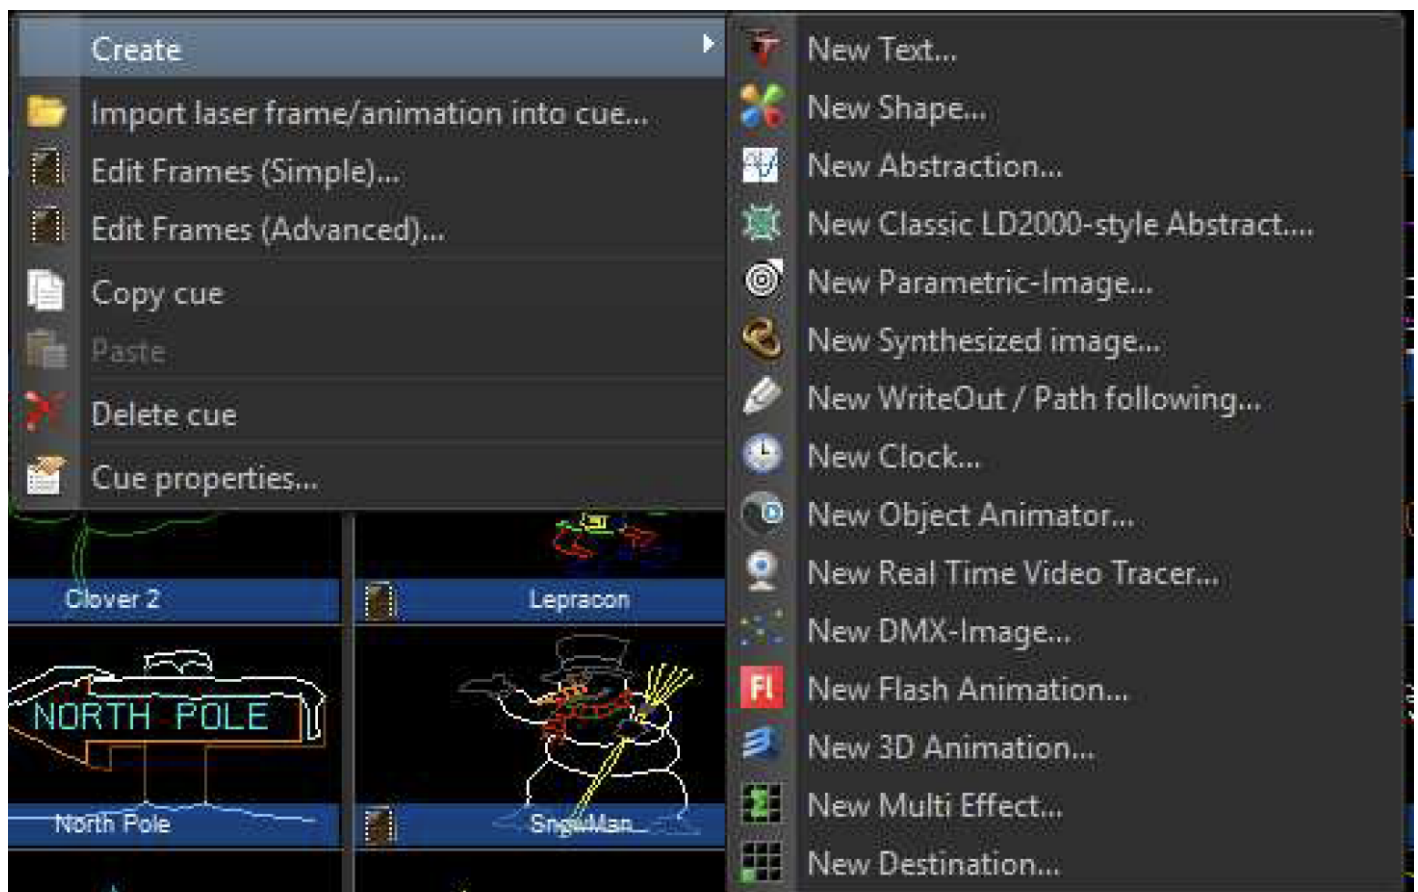 Create
Import laser frame/animation into cue...
Edit Frames (Simple)...
Edit Frames (Advanced)...
Copy cue
Paste
Delete cue
Cue properties...
New Text...
New Shape...
New Abstraction...
New Classic LD2000-style Abstract....
New Parametric-Image...
New Synthesized image...
New WriteOut / Path following...
New Clock...
New Object Animator...
New Real Time Video Tracer...
New DMX-Image...
New Flash Animation...
New 3D Animation...
New Multi Effect...
New Destination...
Fl
Clover 2
Lepracon
NORTH POLE
North Pole
SnowMan